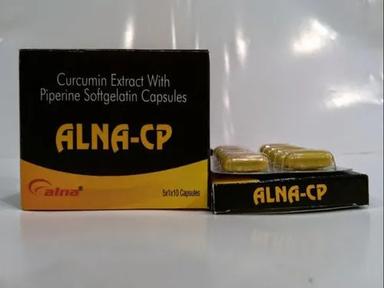 Curcumin Extract With
Piperine Softgelatin Capsules
ALNA-CP
alna®
5x1x10 Capsules
ALNA-CP